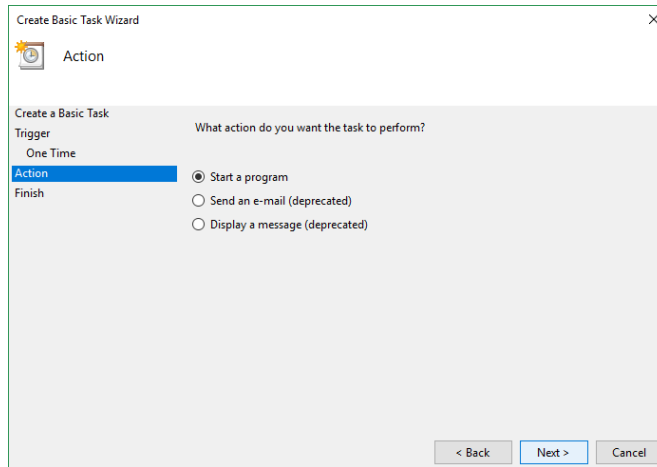 Create Basic Task Wizard
Action
Create a Basic Task
Trigger
One Time
Action
Finish
What action do you want the task to perform?
Start a program
Send an e-mail (deprecated)
Display a message (deprecated)
< Back
Next >
Cancel